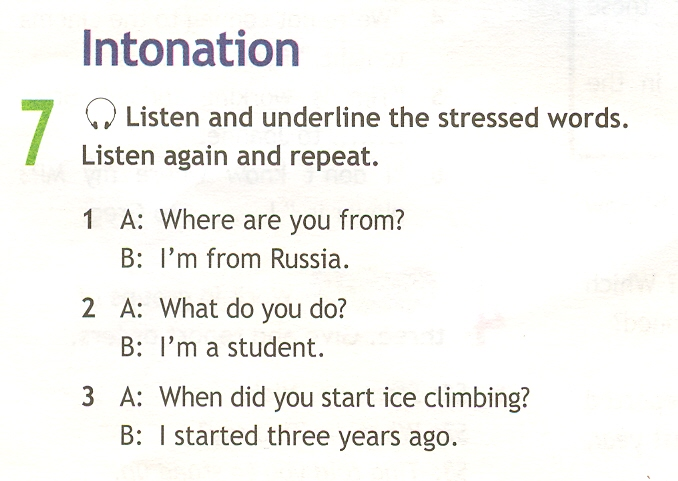 Intonation
7 Listen and underline the stressed words.
Listen again and repeat.
1 A: Where are you from?
B: I'm from Russia.
2 A: What do you do?
B: I'm a student.
3 A: When did you start ice climbing?
B: I started three years ago.